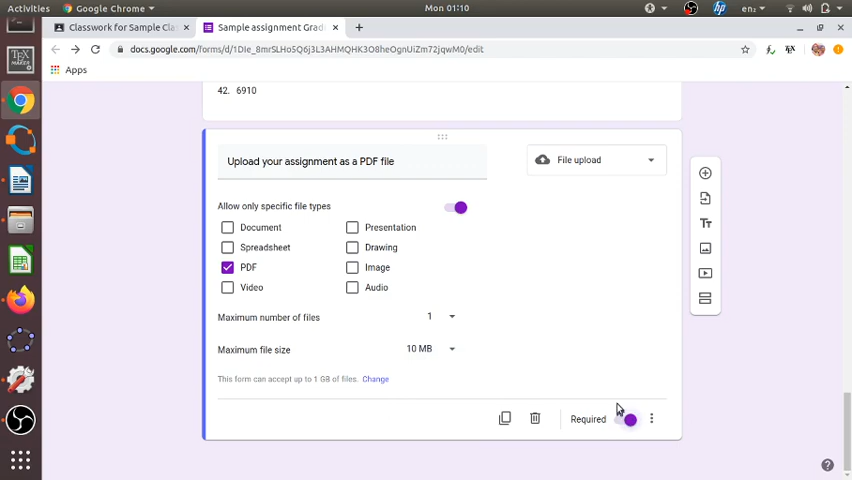 Activities Google Chrome Mon 01:10 en₂
Classwork for Sample Clas Sample assignment Grad
docs.google.com/forms/d/1DIe_8mrSLHo5Q6j3L3AHMQHK3O8heOgnUiZm72jqwM0/edit
Apps
42. 6910
Upload your assignment as a PDF file File upload
Allow only specific file types
Document Presentation
Spreadsheet Drawing
PDF Image
Video Audio
Maximum number of files 1
Maximum file size 10 MB
This form can accept up to 1 GB of files. Change
Required